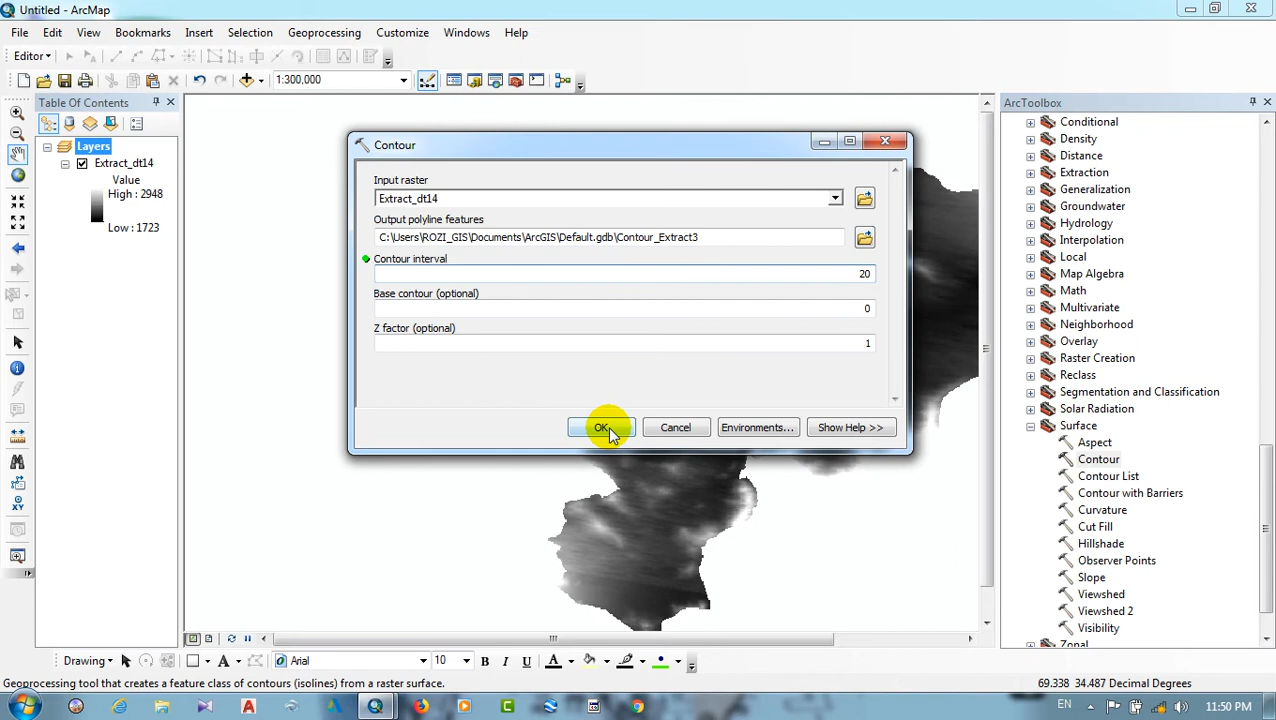 Untitled - ArcMap
File Edit View Bookmarks Insert Selection Geoprocessing Customize Windows Help
Editor
1:300,000
Table Of Contents
Layers
Extract_dt14
Value
High : 2948
Low : 1723
Contour
Input raster
Extract_dt14
Output polyline features
C:\Users\ROZI_GIS\Documents\ArcGIS\Default.gdb\Contour_Extract3
Contour interval
20
Base contour (optional)
0
Z factor (optional)
1
OK Cancel Environments... Show Help >>
ArcToolbox
Conditional
Density
Distance
Extraction
Generalization
Groundwater
Hydrology
Interpolation
Local
Map Algebra
Math
Multivariate
Neighborhood
Overlay
Raster Creation
Reclass
Segmentation and Classification
Solar Radiation
Surface
Aspect
Contour
Contour List
Contour with Barriers
Curvature
Cut Fill
Hillshade
Observer Points
Slope
Viewshed
Viewshed 2
Visibility
Zonal
Drawing A Arial 10 B I U A
Geoprocessing tool that creates a feature class of contours (isolines) from a raster surface.
69.338 34.487 Decimal Degrees
EN 11:50 PM